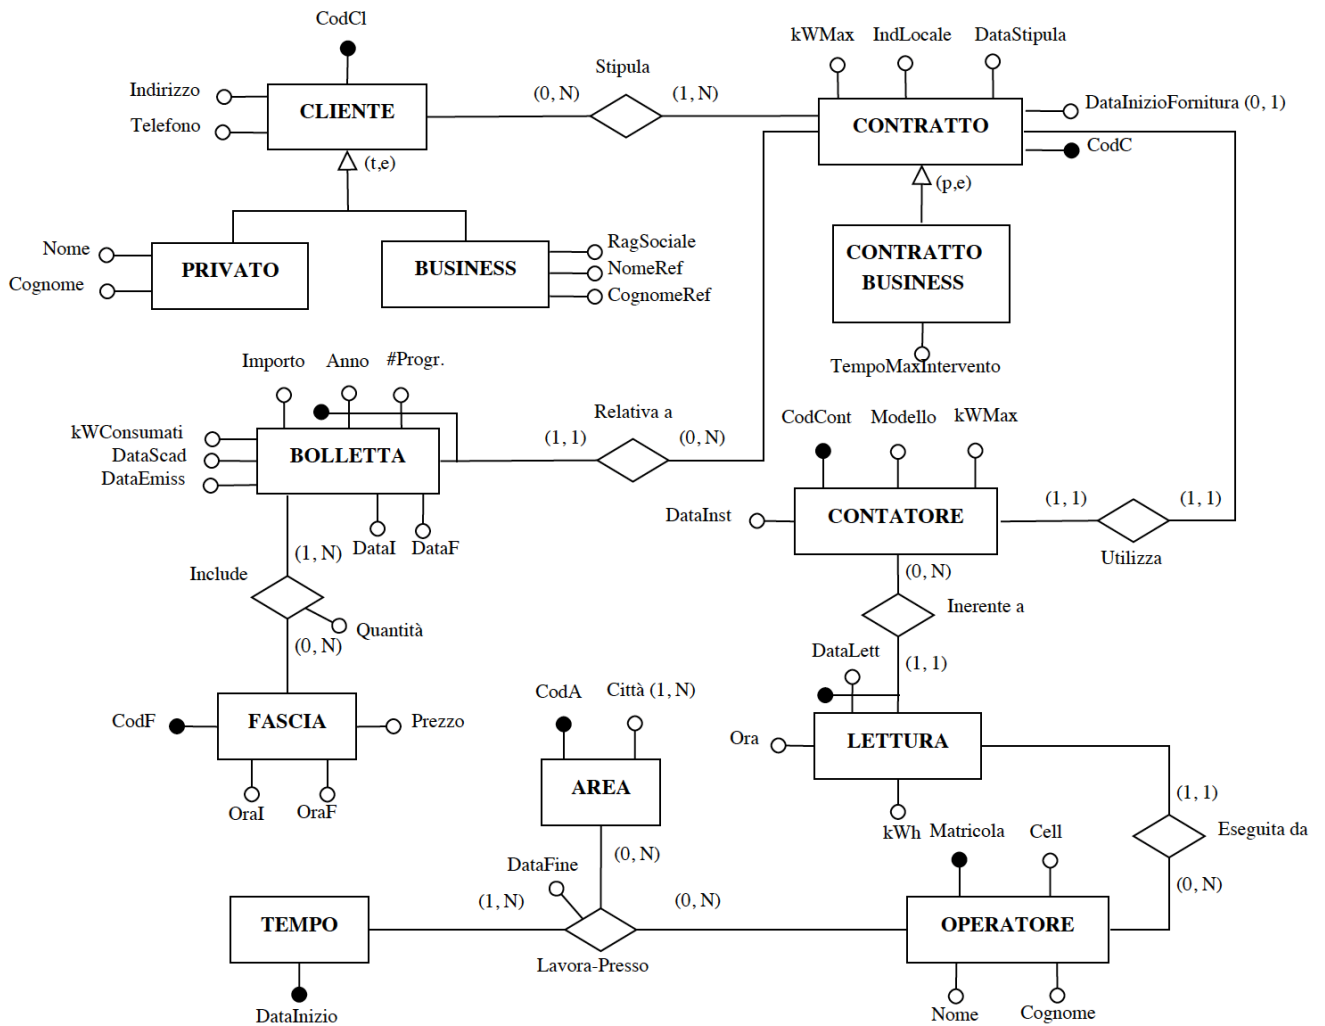 CodCl
kWMax IndLocale DataStipula
Indirizzo
CLIENTE
Telefono
Stipula
(0, N) (1, N)
DataInizioFornitura (0, 1)
CONTRATTO
CodC
(t,e)
(p,e)
Nome
PRIVATO
Cognome
BUSINESS
RagSociale
NomeRef
CognomeRef
CONTRATTO
BUSINESS
TempoMaxIntervento
Importo Anno #Progr.
kWConsumati
DataScad
DataEmiss
BOLLETTA
Relativa a
(1, 1) (0, N)
CodCont Modello kWMax
DataInst
CONTATORE
(1, 1) (1, 1)
Utilizza
DataI DataF
(1, N)
Include
Quantità
(0, N)
(0, N)
Inerente a
(1, 1)
DataLett
CodF
FASCIA
Prezzo
OraI OraF
CodA Città (1, N)
AREA
Ora
LETTURA
kWh
(1, 1)
Eseguita da
(0, N)
Matricola Cell
(0, N)
DataFine
(1, N) (0, N)
TEMPO
Lavora-Presso
OPERATORE
DataInizio
Nome Cognome